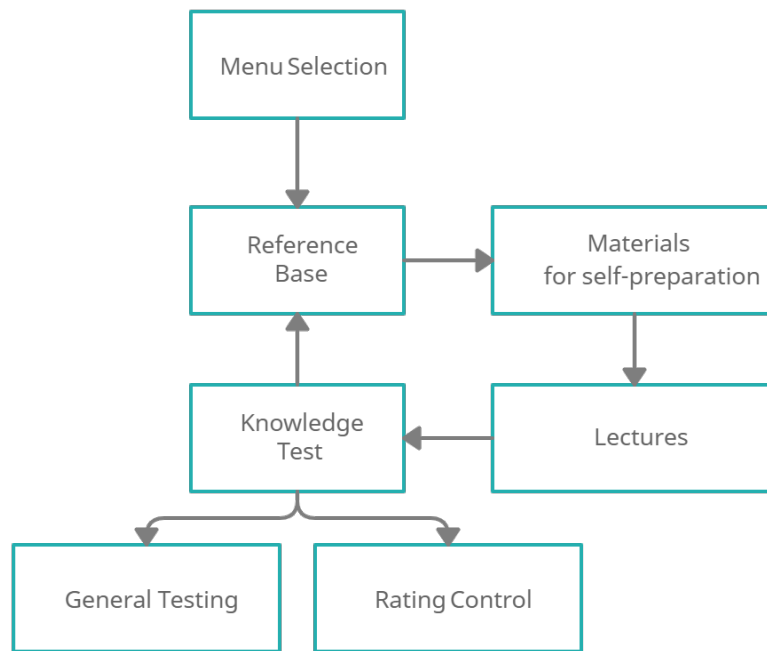 Menu Selection
Reference
Base
Materials
for self-preparation
Knowledge
Test
Lectures
General Testing
Rating Control